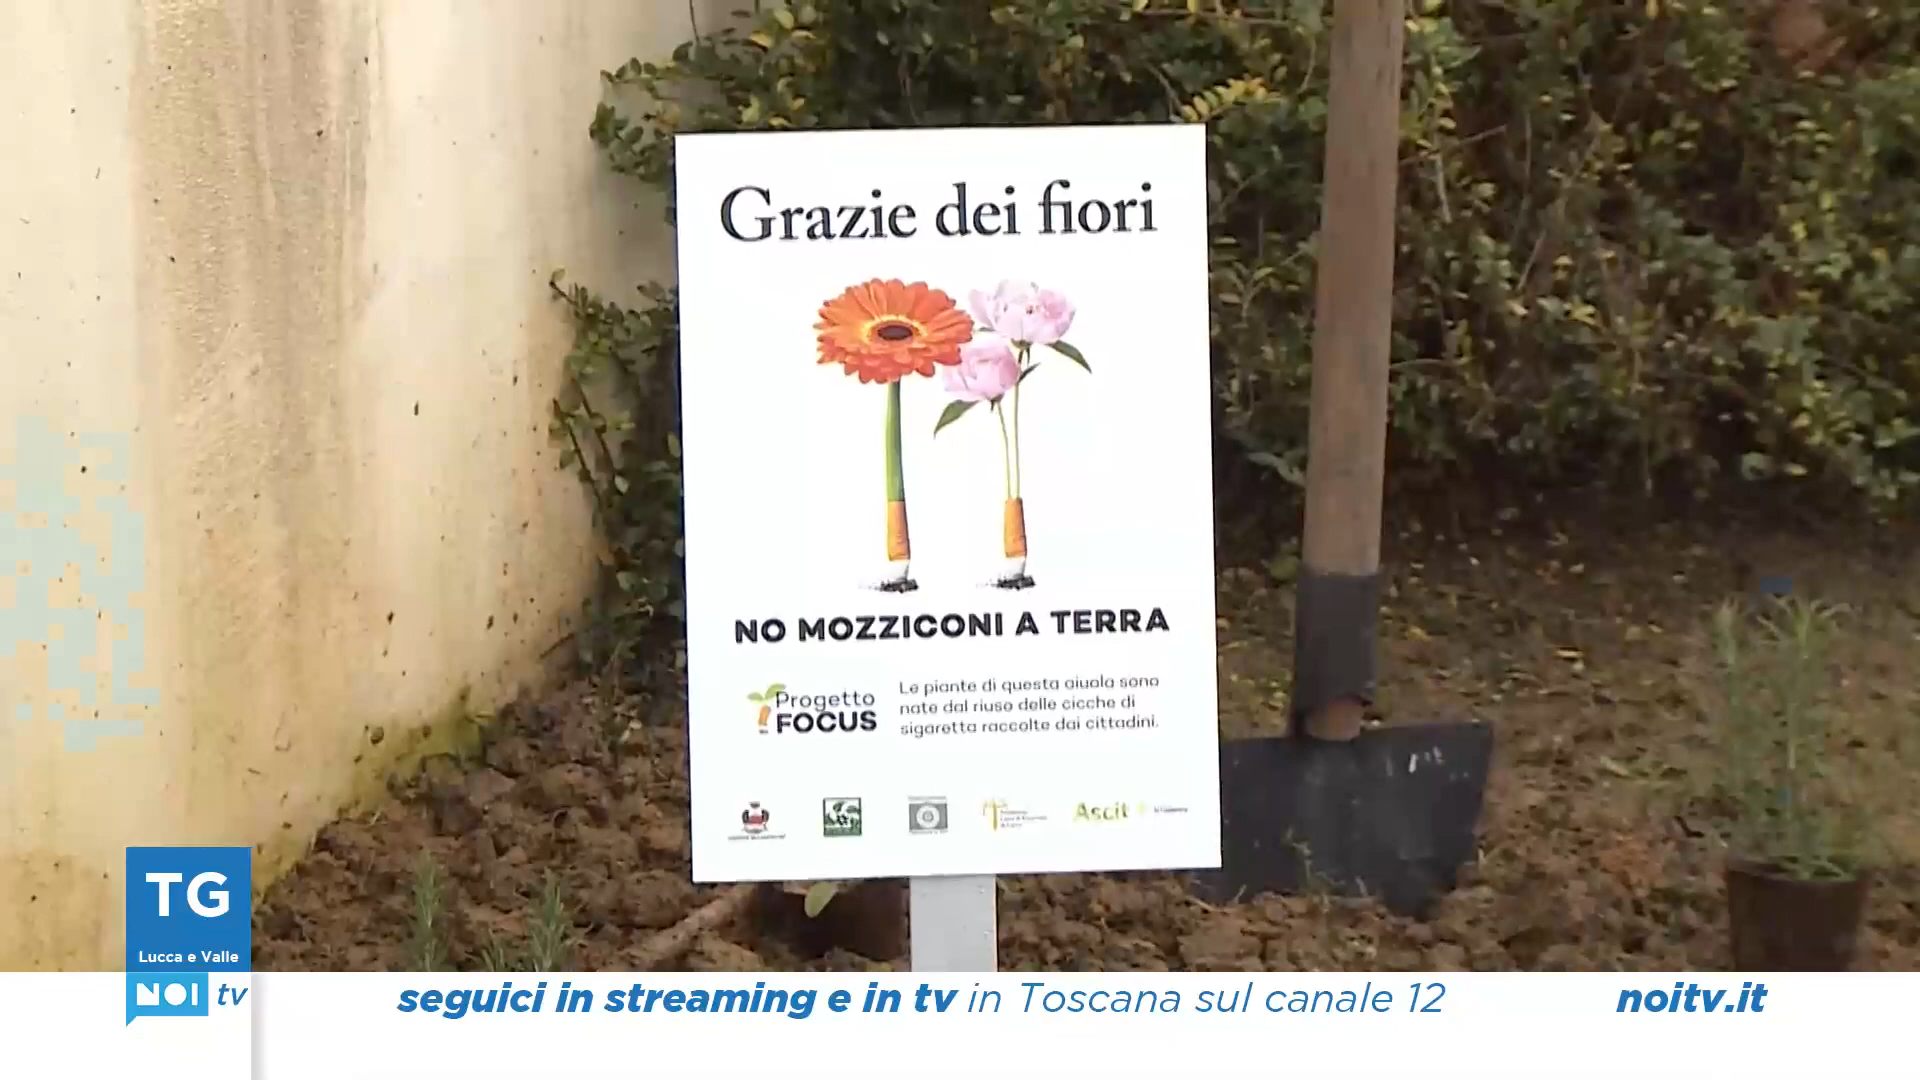 Grazie dei fiori
NO MOZZICONI A TERRA
Progetto
FOCUS
Le piante di questa aiuola sono
nate dal riuso delle cicche di
sigaretta raccolte dai cittadini.
Ascit
TG
Lucca e Valle
NOI tv
seguici in streaming e in tv in Toscana sul canale 12
noitv.it